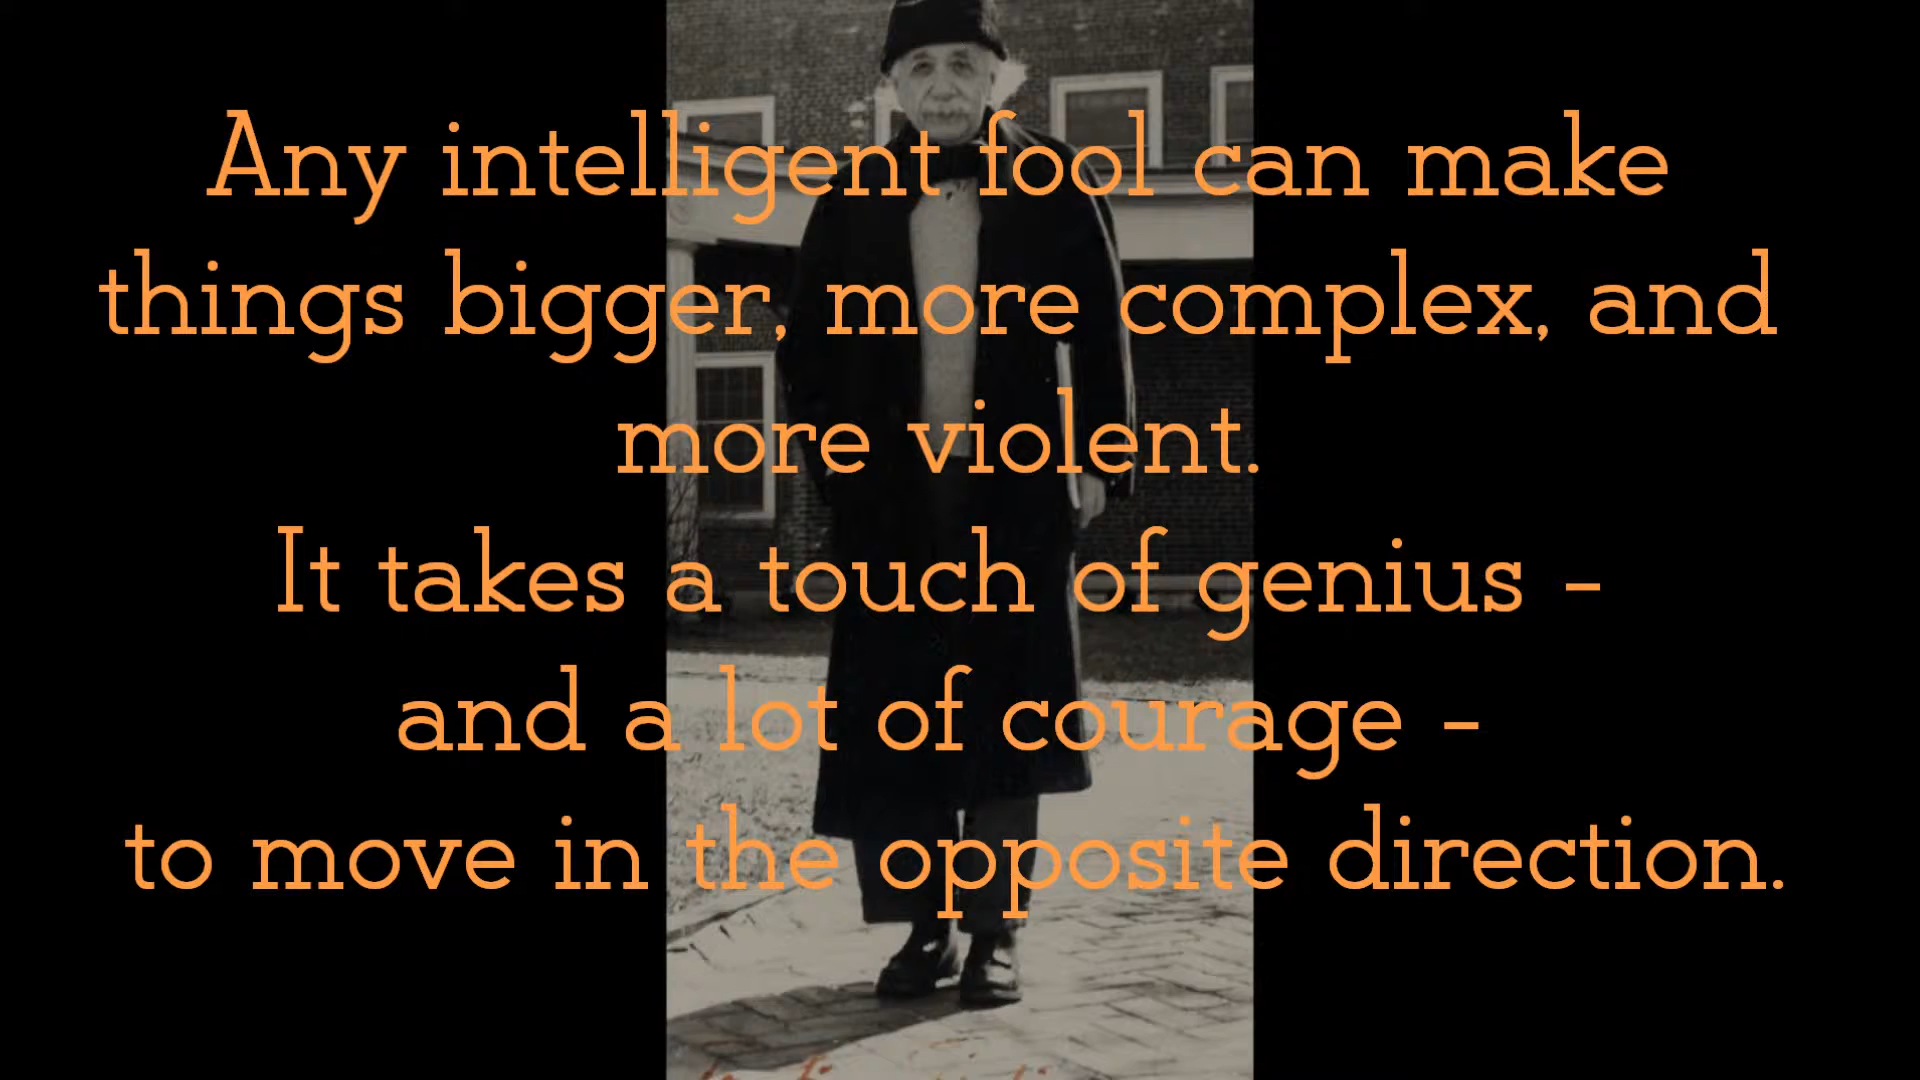 Any intelligent fool can make
things bigger, more complex, and
more violent.
It takes a touch of genius -
and a lot of courage -
to move in the opposite direction.